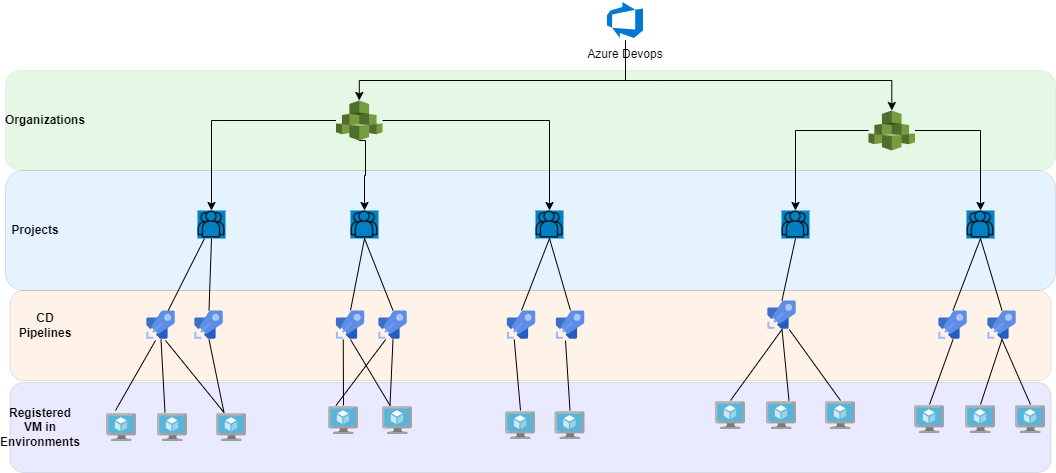 Azure Devops
Organizations
Projects
CD
Pipelines
Registered
VM in
Environments